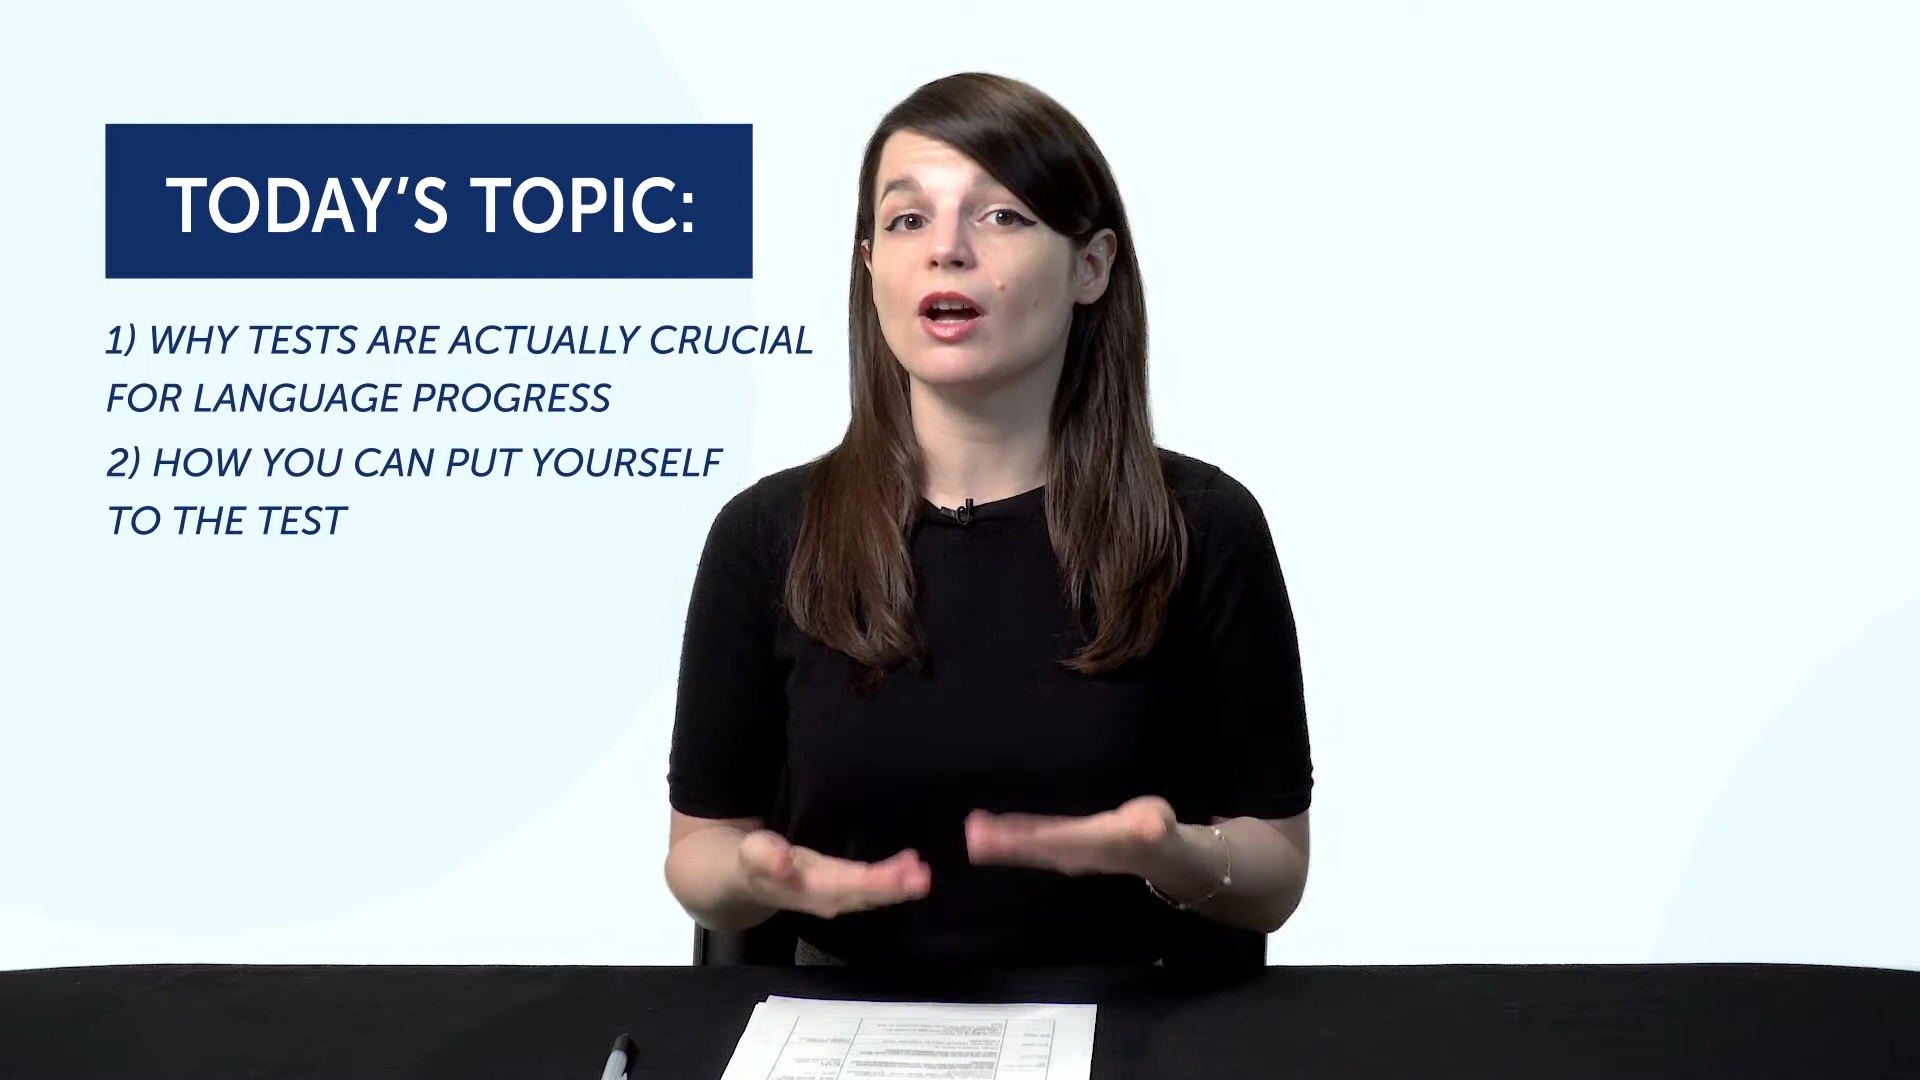 TODAY’S TOPIC:
1) WHY TESTS ARE ACTUALLY CRUCIAL
FOR LANGUAGE PROGRESS
2) HOW YOU CAN PUT YOURSELF
TO THE TEST